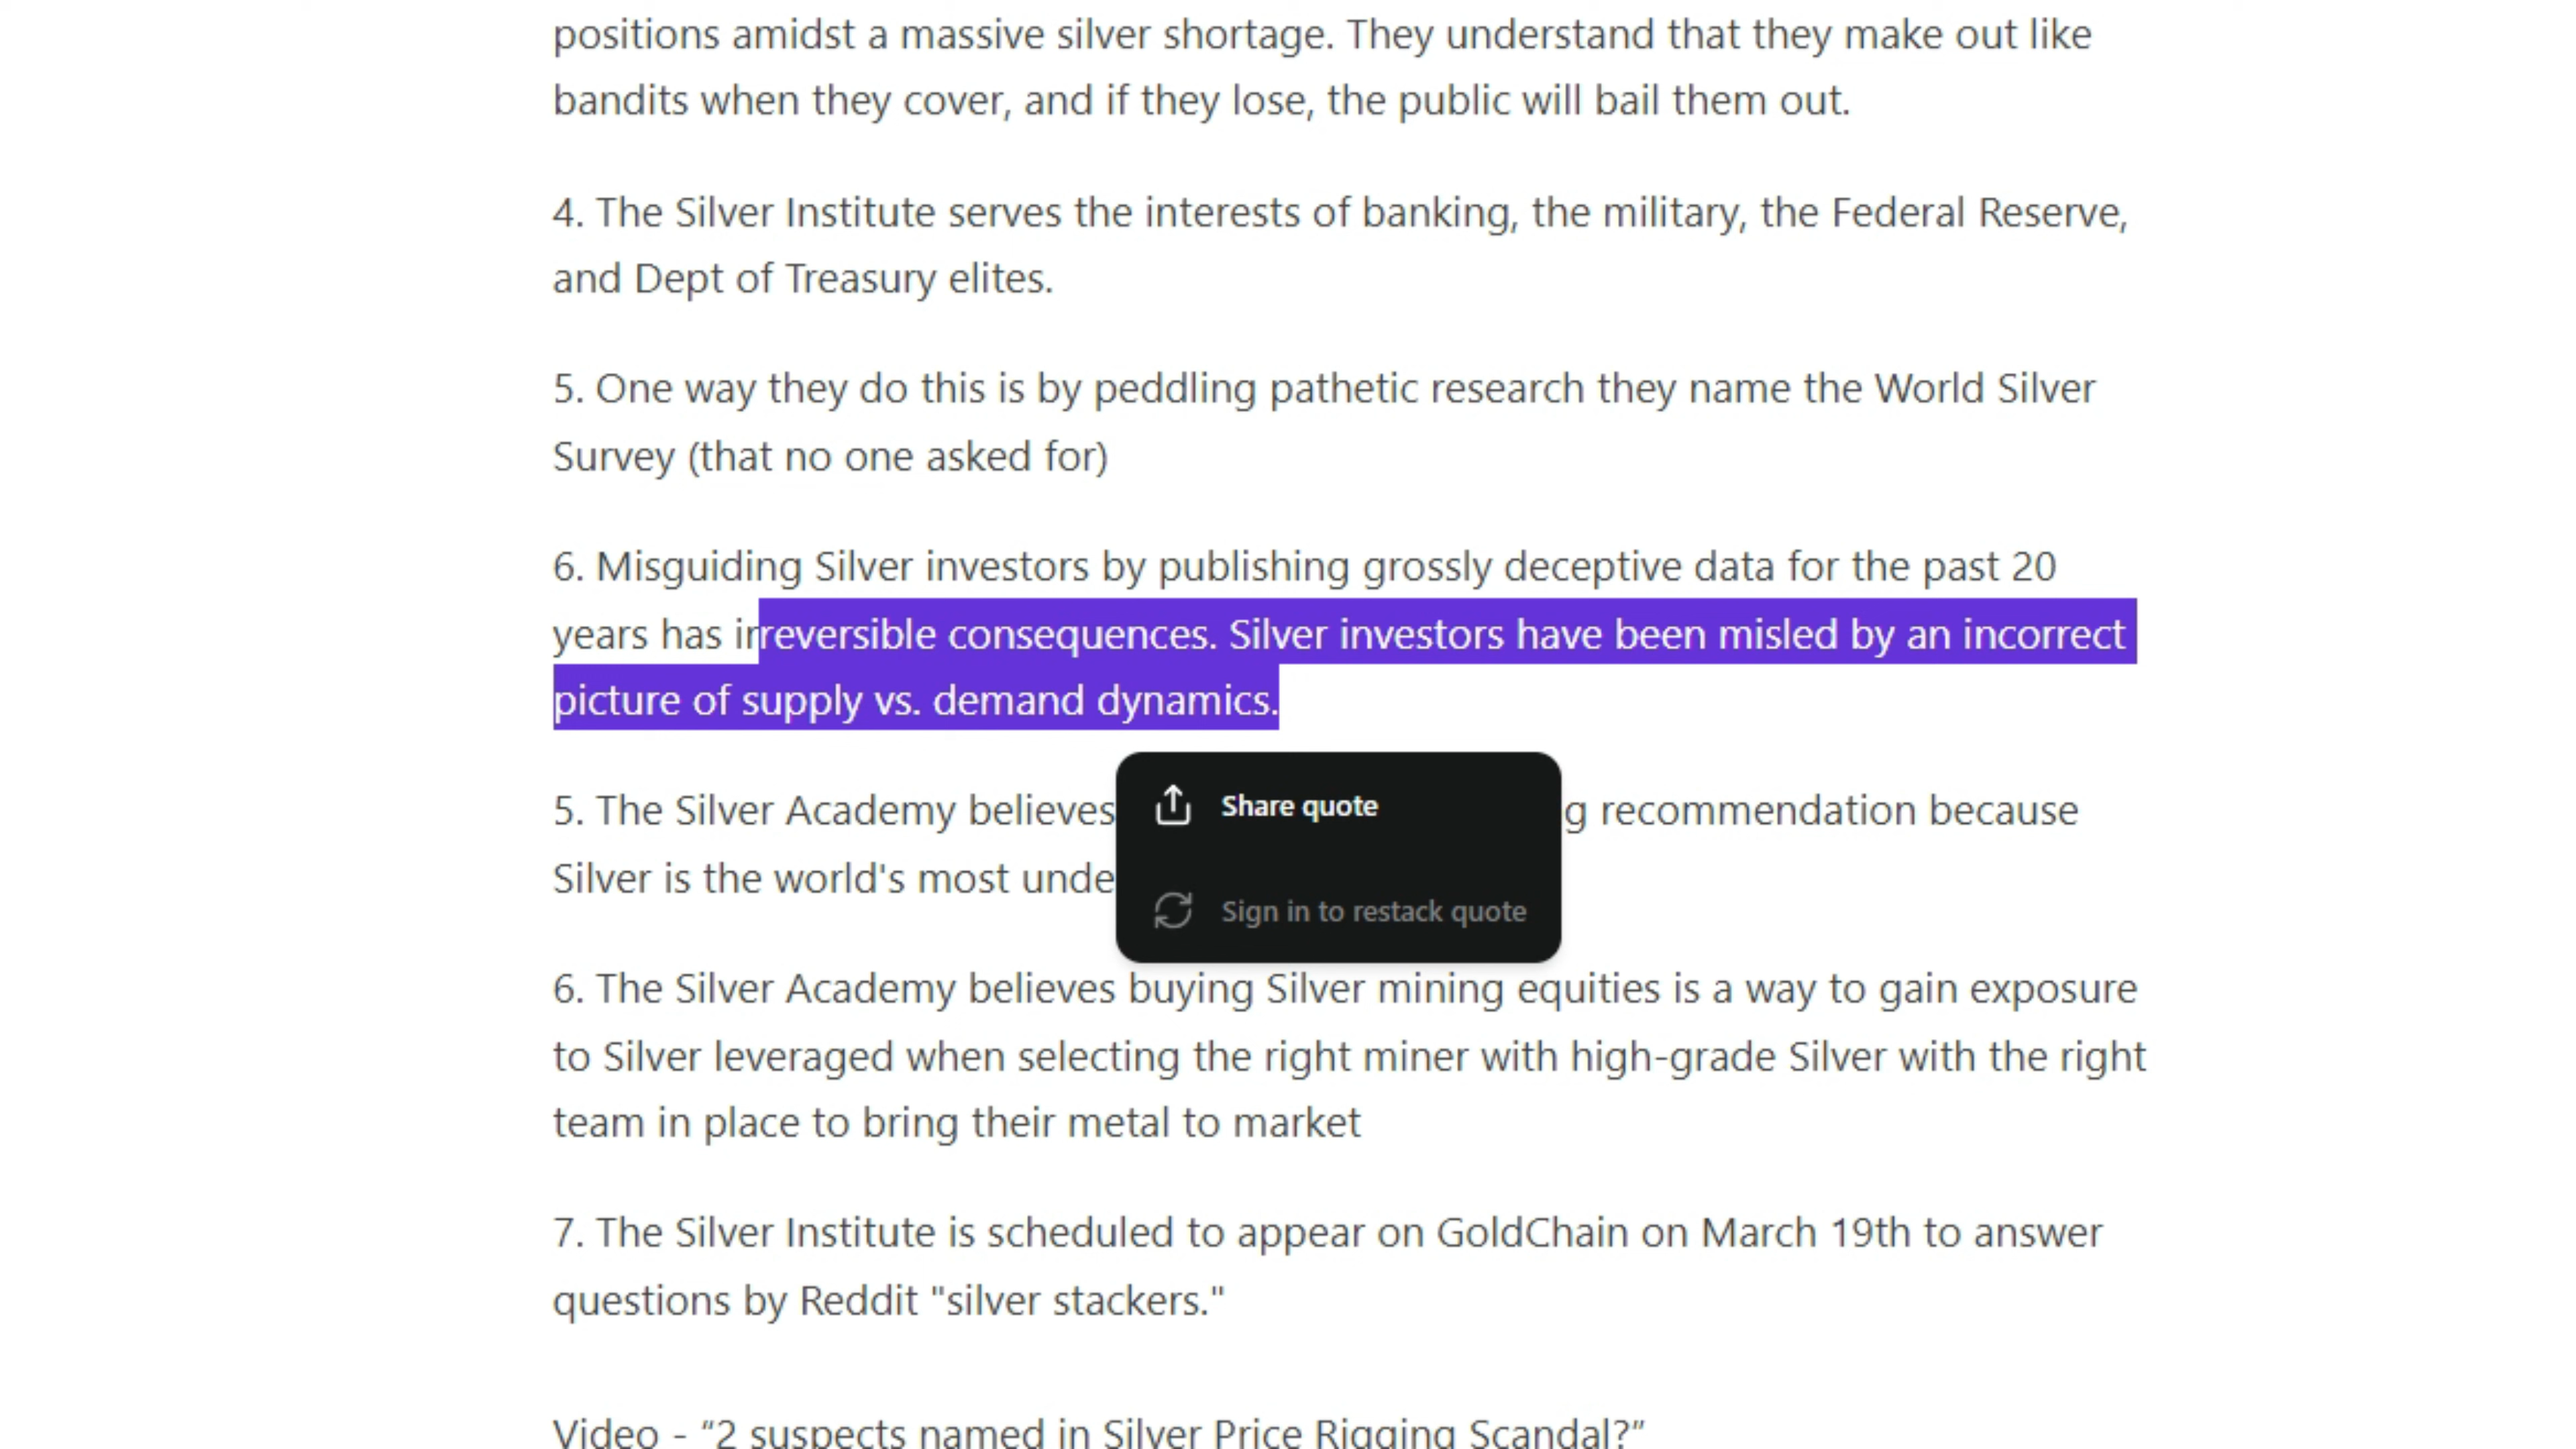 positions amidst a massive silver shortage. They understand that they make out like
bandits when they cover, and if they lose, the public will bail them out.
4. The Silver Institute serves the interests of banking, the military, the Federal Reserve,
and Dept of Treasury elites.
5. One way they do this is by peddling pathetic research they name the World Silver
Survey (that no one asked for)
6. Misguiding Silver investors by publishing grossly deceptive data for the past 20
years has irreversible consequences. Silver investors have been misled by an incorrect
picture of supply vs. demand dynamics.
5. The Silver Academy believes
g recommendation because
Silver is the world's most unde
Share quote
Sign in to restack quote
6. The Silver Academy believes buying Silver mining equities is a way to gain exposure
to Silver leveraged when selecting the right miner with high-grade Silver with the right
team in place to bring their metal to market
7. The Silver Institute is scheduled to appear on GoldChain on March 19th to answer
questions by Reddit "silver stackers."
Video - “2 suspects named in Silver Price Rigging Scandal?”